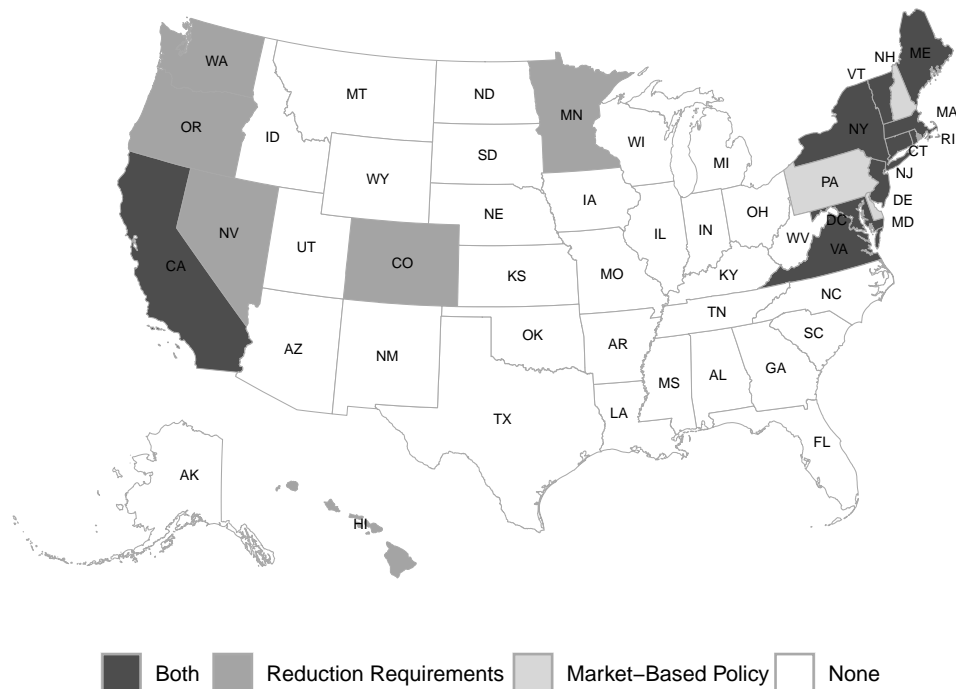 ME
NH
WA
VT
MT
ND
MA
MN
OR
NY
RI
ID
WI
CT
SD
MI
NJ
WY
PA
IA
DE
NE
OH
DC
MD
IL
IN
NV
WV
UT
VA
CA
CO
KS
MO
KY
NC
TN
OK
SC
AZ
NM
AR
GA
MS
AL
LA
TX
FL
AK
HI
Both Reduction Requirements Market−Based Policy None